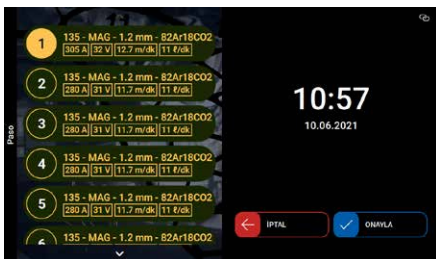 Paso
1
135 - MAG - 1.2 mm - 82Ar18CO2
305 A 32 V 12.7 m/dk 11 ℓ/dk
2
135 - MAG - 1.2 mm - 82Ar18CO2
280 A 31 V 11.7 m/dk 11 ℓ/dk
3
135 - MAG - 1.2 mm - 82Ar18CO2
280 A 31 V 11.7 m/dk 11 ℓ/dk
4
135 - MAG - 1.2 mm - 82Ar18CO2
280 A 31 V 11.7 m/dk 11 ℓ/dk
5
135 - MAG - 1.2 mm - 82Ar18CO2
280 A 31 V 11.7 m/dk 11 ℓ/dk
6
135 - MAG - 1.2 mm - 82Ar18CO2
10:57
10.06.2021
İPTAL
ONAYLA